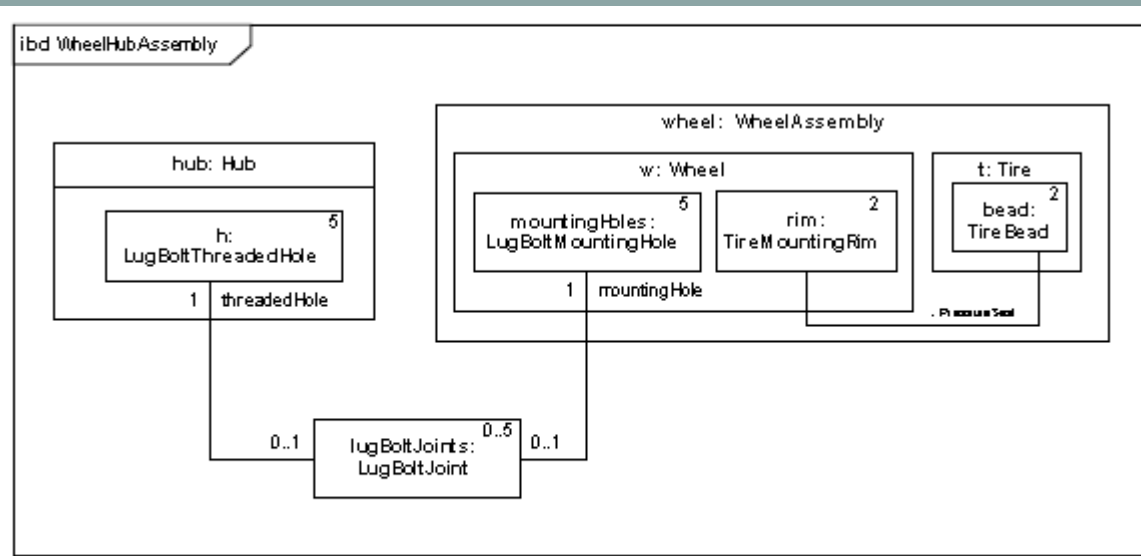 ibd WheelHubAssembly
wheel: WheelAssembly
hub: Hub
w: Wheel
t: Tire
5
h:
LugBoltThreadedHole
5
mountingHoles:
LugBoltMountingHole
2
rim:
TireMountingRim
2
bead:
TireBead
1 threadedHole
1 mountingHole
: PressureSeal
0..1
0..5
lugBoltJoints:
LugBoltJoint
0..1